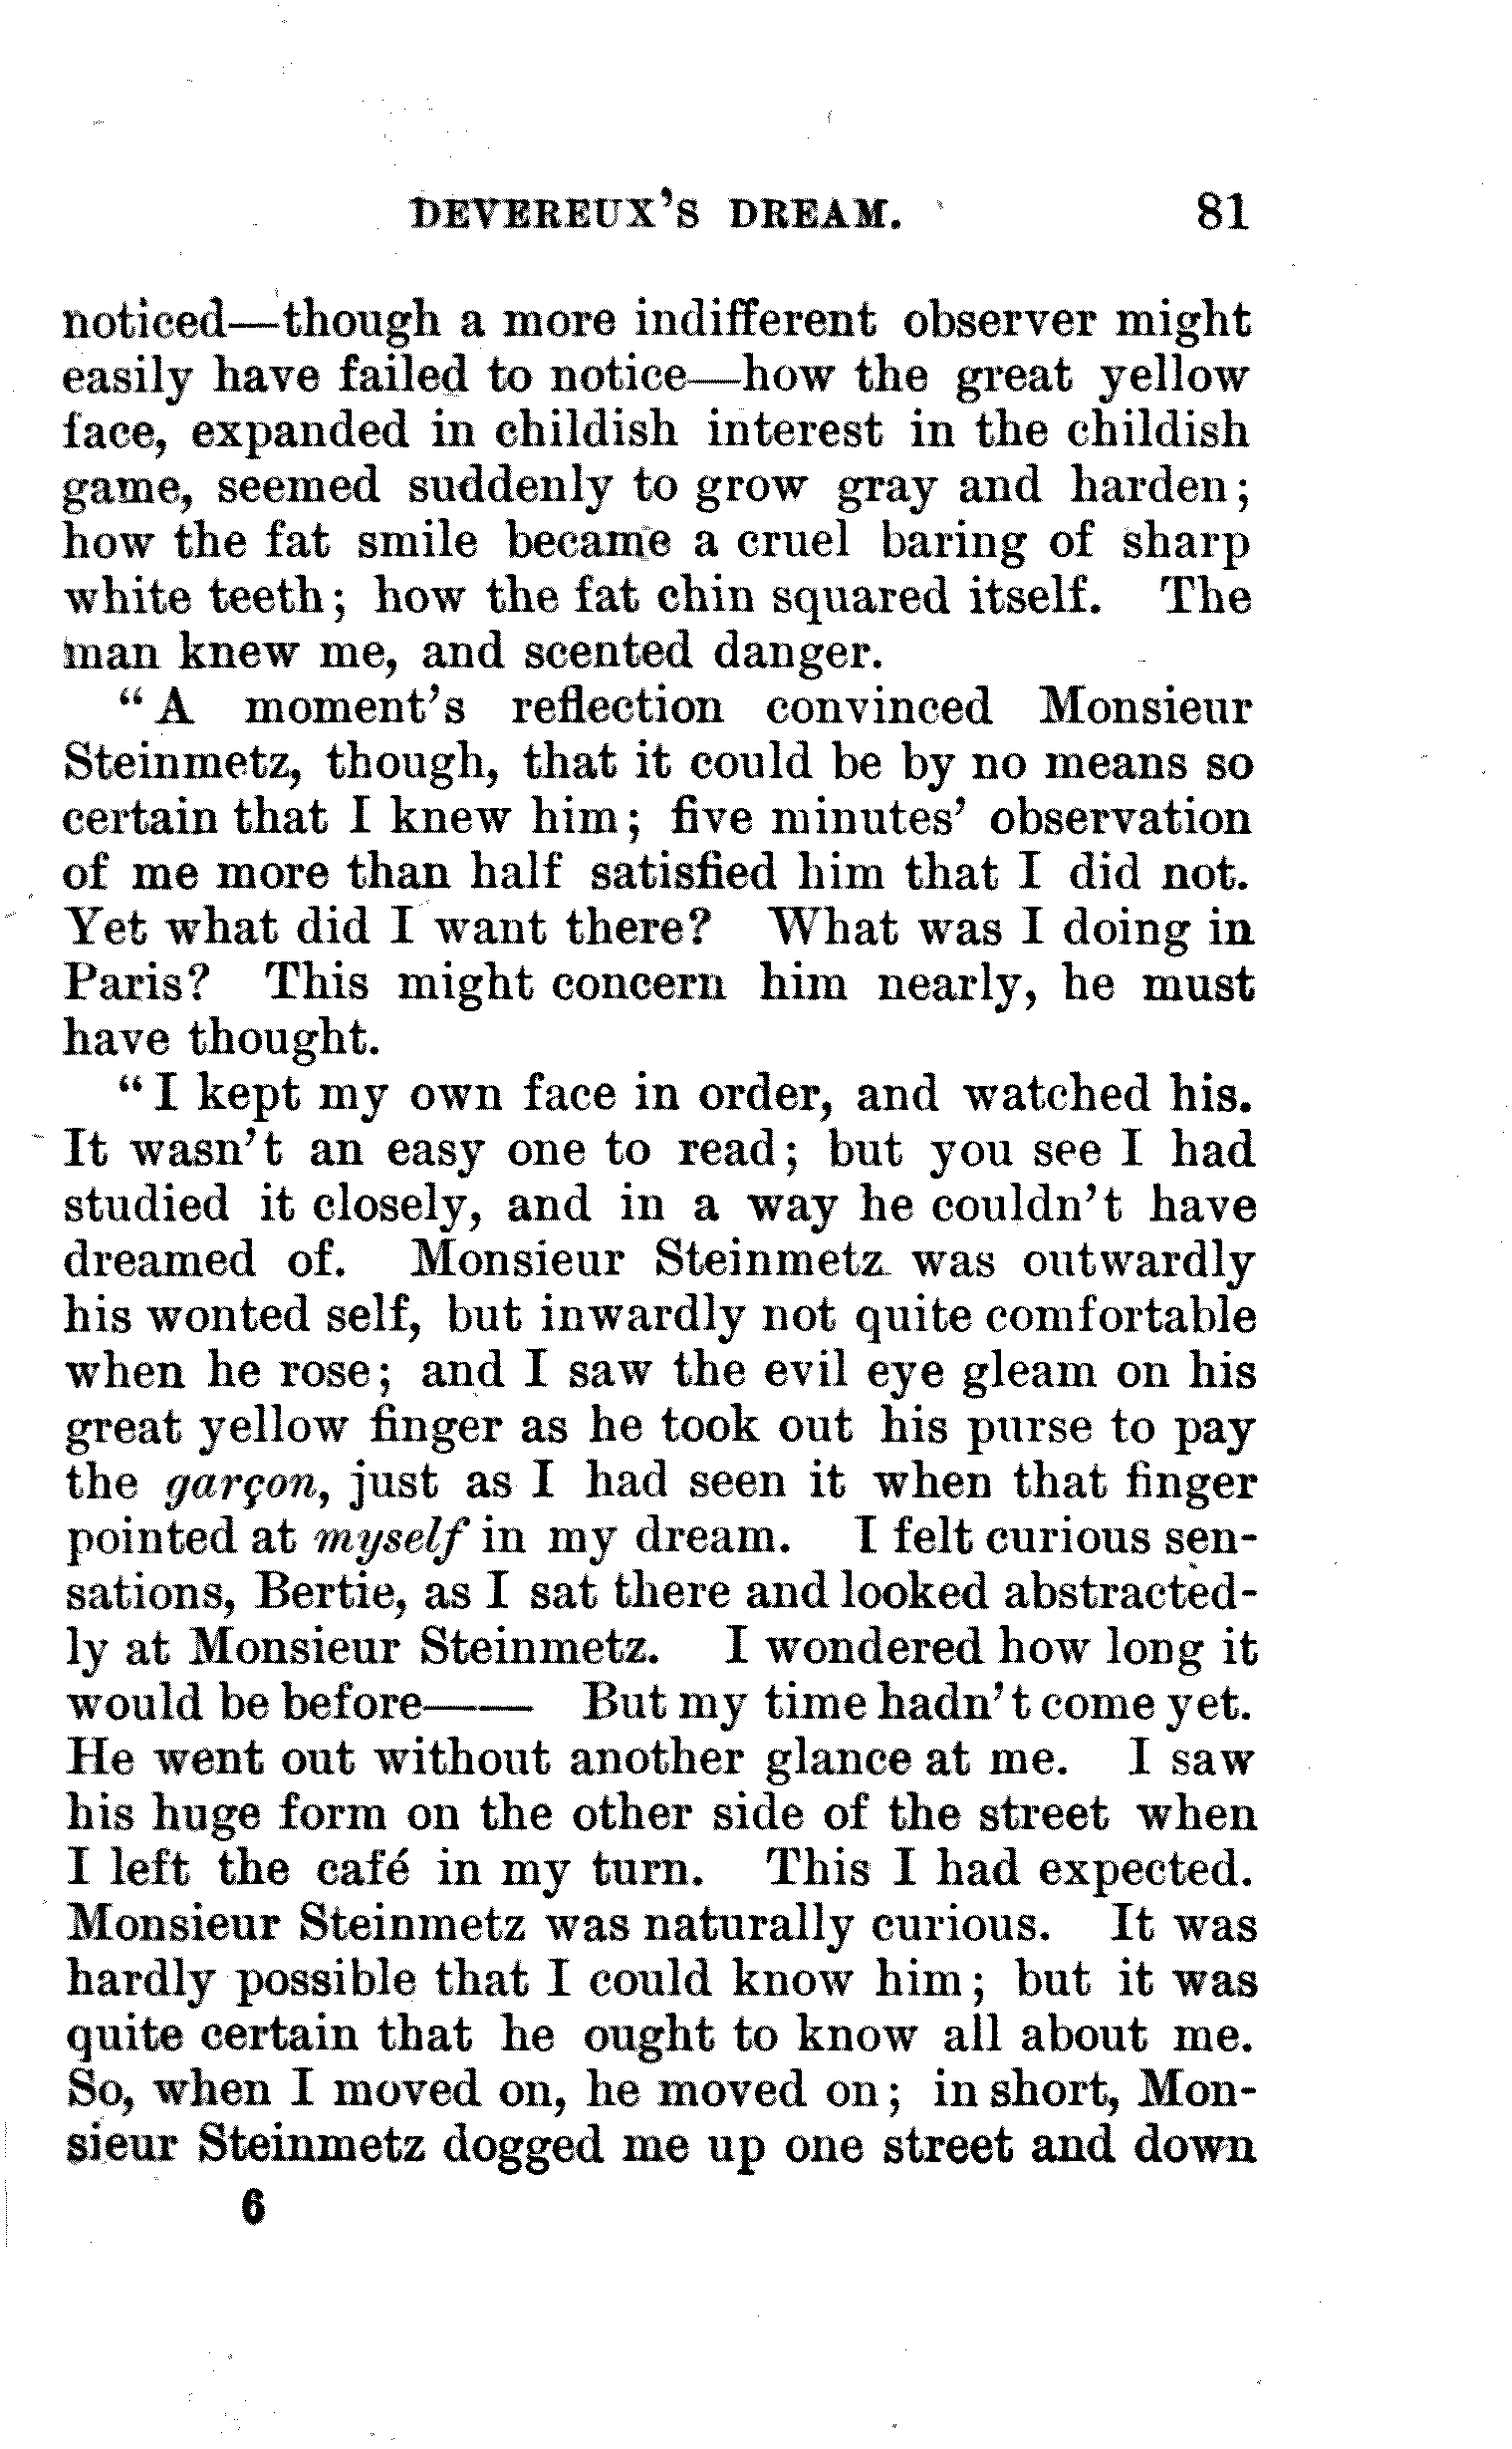 DEVEREUX'S DREAM. 81
noticed—though a more indifferent observer might
easily have failed to notice—how the great yellow
face, expanded in childish interest in the childish
game, seemed suddenly to grow gray and harden;
how the fat smile became a cruel baring of sharp
white teeth; how the fat chin squared itself. The
man knew me, and scented danger.
"A moment's reflection convinced Monsieur
Steinmetz, though, that it could be by no means so
certain that I knew him; five minutes' observation
of me more than half satisfied him that I did not.
Yet what did I want there? What was I doing in
Paris? This might concern him nearly, he must
have thought.
"I kept my own face in order, and watched his.
It wasn't an easy one to read; but you see I had
studied it closely, and in a way he couldn't have
dreamed of. Monsieur Steinmetz was outwardly
his wonted self, but inwardly not quite comfortable
when he rose; and I saw the evil eye gleam on his
great yellow finger as he took out his purse to pay
the garçon, just as I had seen it when that finger
pointed at myself in my dream. I felt curious sen-
sations, Bertie, as I sat there and looked abstracted-
ly at Monsieur Steinmetz. I wondered how long it
would be before—— But my time hadn't come yet.
He went out without another glance at me. I saw
his huge form on the other side of the street when
I left the café in my turn. This I had expected.
Monsieur Steinmetz was naturally curious. It was
hardly possible that I could know him; but it was
quite certain that he ought to know all about me.
So, when I moved on, he moved on; in short, Mon-
sieur Steinmetz dogged me up one street and down
6